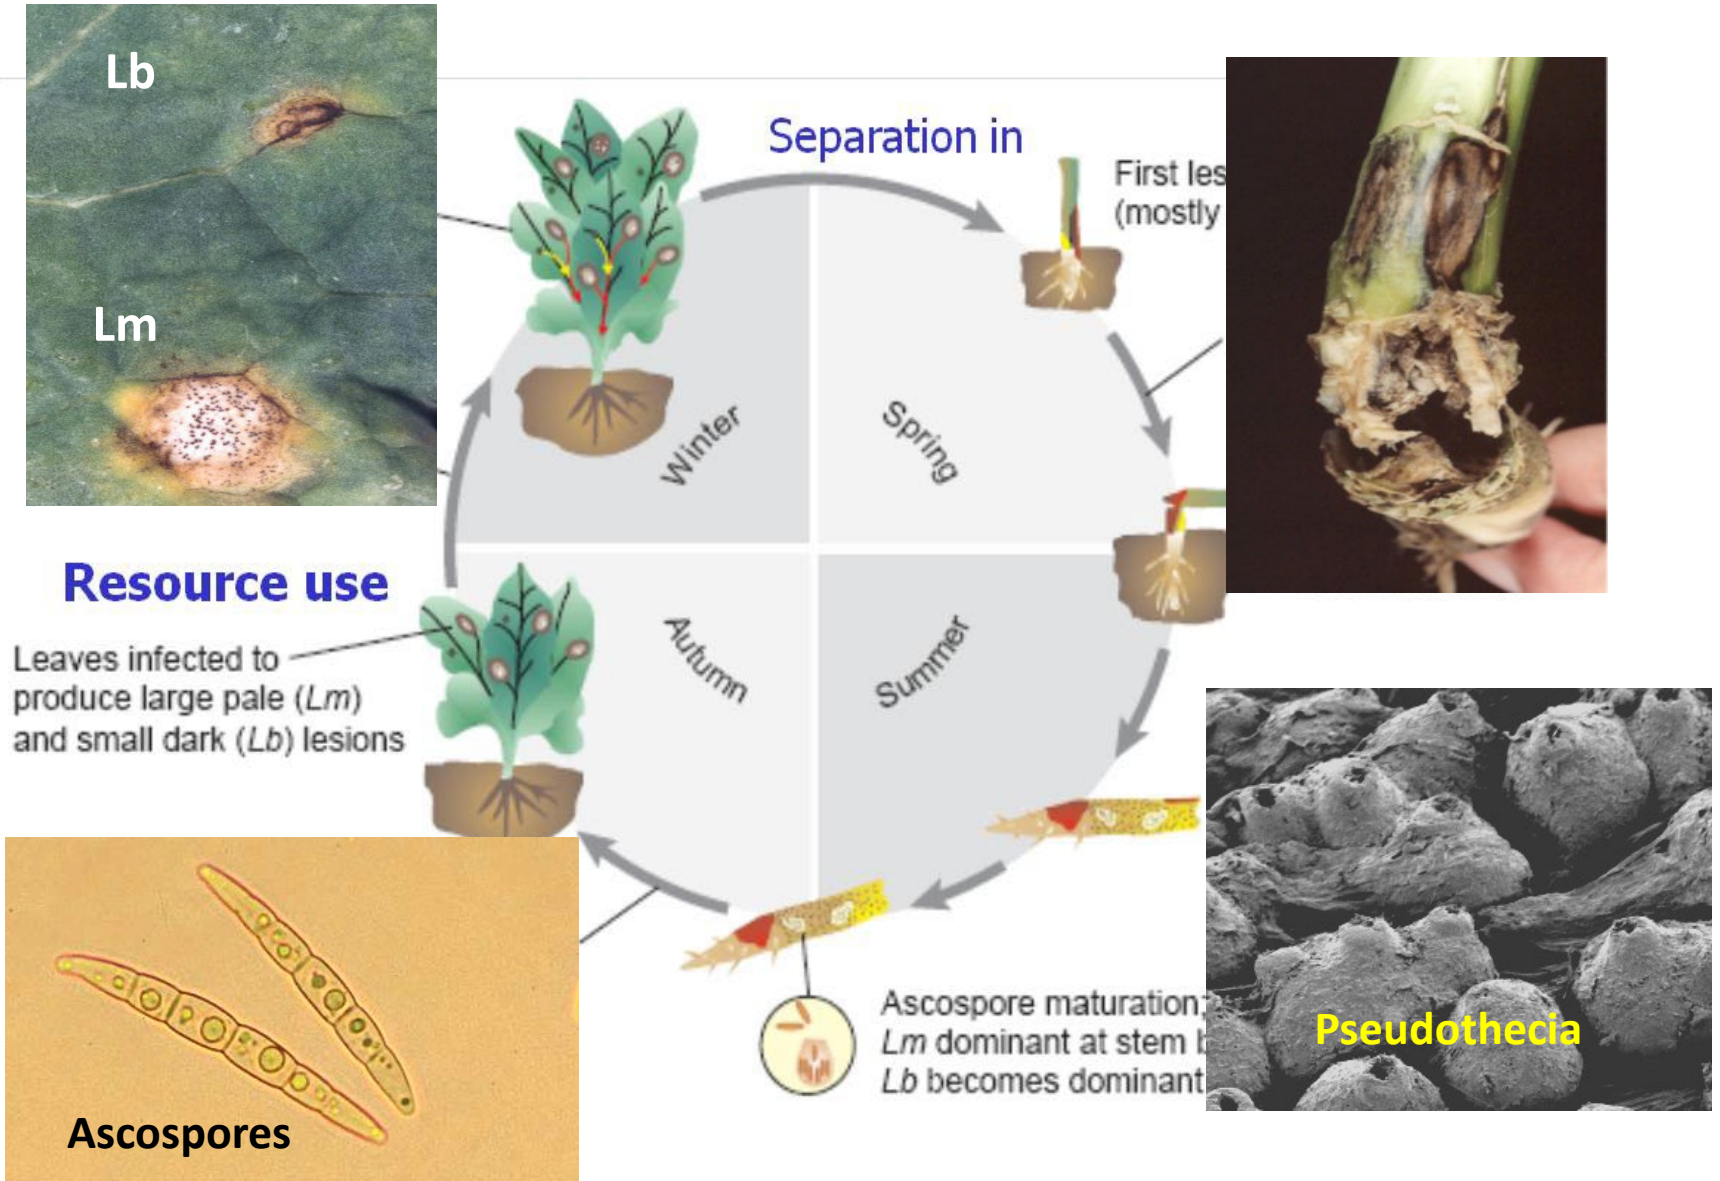 Lb
Lm
Separation in
First les
(mostly
Winter
Spring
Resource use
Leaves infected to
produce large pale (Lm)
and small dark (Lb) lesions
Autumn
Summer
Ascospore maturation;
Lm dominant at stem
Lb becomes dominant
Pseudothecia
Ascospores